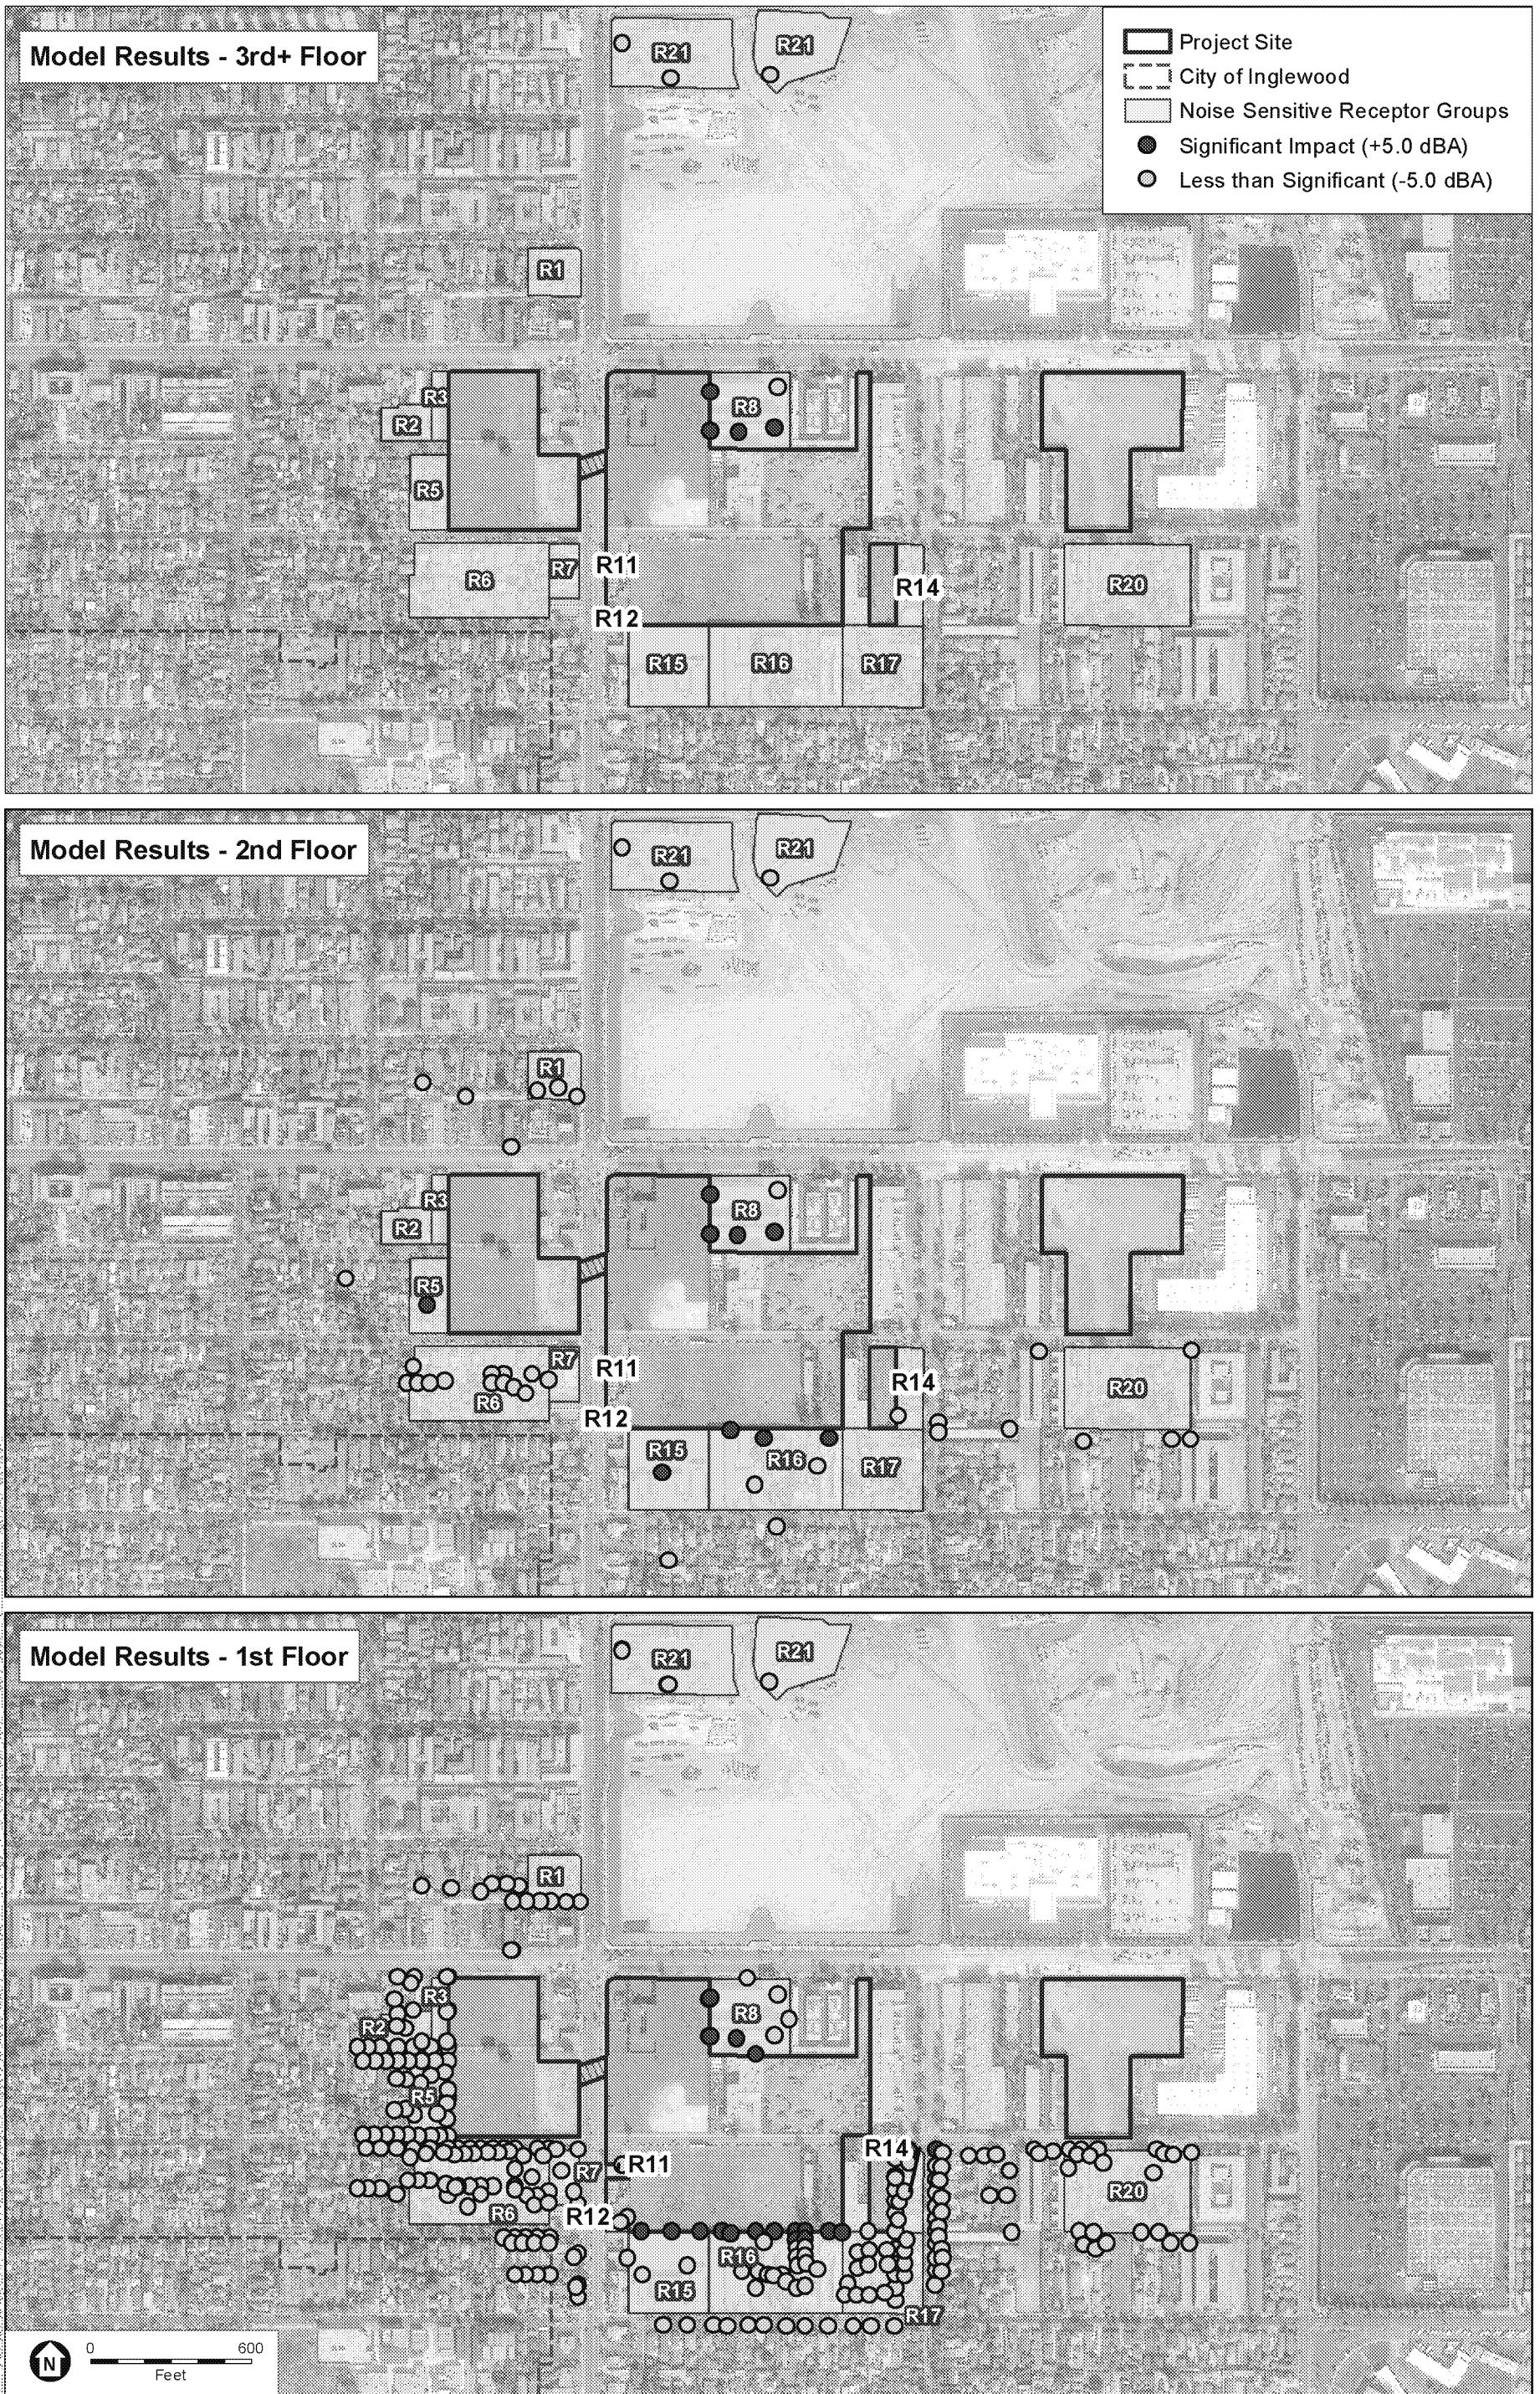 Model Results - 3rd+ Floor
R21
R21
Project Site
City of Inglewood
Noise Sensitive Receptor Groups
Significant Impact (+5.0 dBA)
Less than Significant (-5.0 dBA)
R1
R3
R2
R8
R5
R6
R7
R11
R14
R20
R12
R15
R16
R17
Model Results - 2nd Floor
R21
R21
R1
R3
R2
R8
R5
R7
R11
R14
R20
R6
R12
R15
R16
R17
Model Results - 1st Floor
R21
R21
R1
R3
R2
R8
R5
R14
R11
R7
R20
R6
R12
R16
R15
R17
N
0
600
Feet